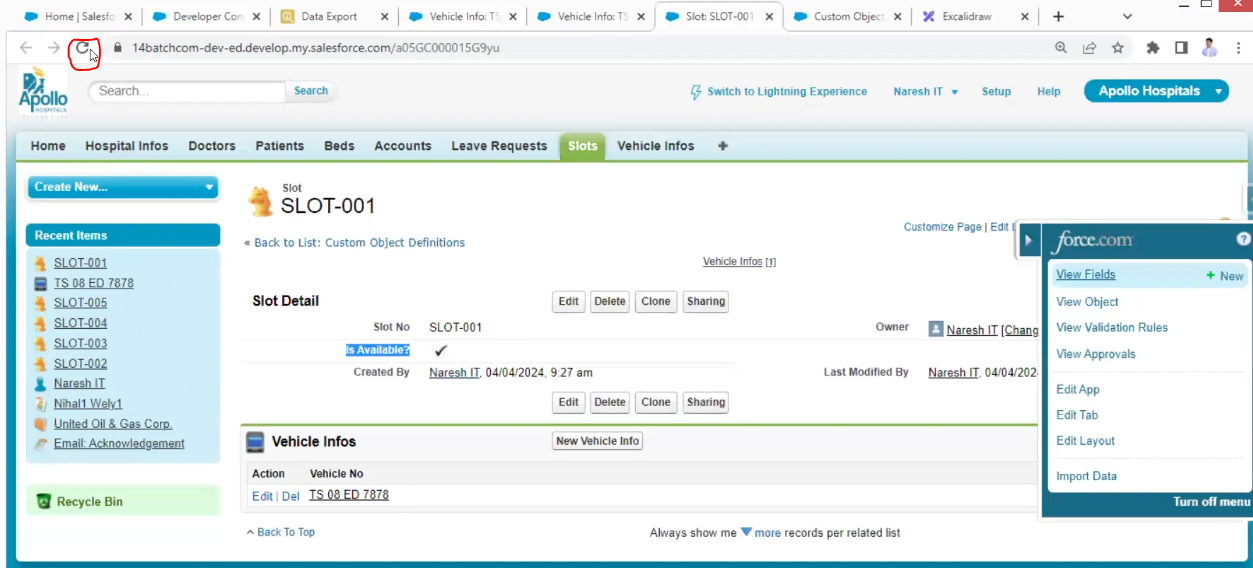 Home | Salesfo
Developer Con
Data Export
Vehicle Info: TS
Vehicle Info: TS
Slot: SLOT-001
Custom Object
Excalidraw
14batchcom-dev-ed.develop.my.salesforce.com/a05GC000015G9yu
Apollo
HOSPITALS
Search...
Search
Switch to Lightning Experience
Naresh IT
Setup
Help
Apollo Hospitals
Home
Hospital Infos
Doctors
Patients
Beds
Accounts
Leave Requests
Slots
Vehicle Infos
Create New...
Recent Items
SLOT-001
TS 08 ED 7878
SLOT-005
SLOT-004
SLOT-003
SLOT-002
Naresh IT
Nihal1 Wely1
United Oil & Gas Corp.
Email: Acknowledgement
Recycle Bin
Slot
SLOT-001
Customize Page | Edit L
« Back to List: Custom Object Definitions
Vehicle Infos [1]
Slot Detail
Edit
Delete
Clone
Sharing
Slot No SLOT-001
Owner Naresh IT [Chang
Is Available?
Created By Naresh IT, 04/04/2024, 9:27 am
Last Modified By Naresh IT, 04/04/202
Edit
Delete
Clone
Sharing
Vehicle Infos
New Vehicle Info
Action Vehicle No
Edit | Del TS 08 ED 7878
Back To Top
Always show me more records per related list
force.com
?
View Fields
+ New
View Object
View Validation Rules
View Approvals
Edit App
Edit Tab
Edit Layout
Import Data
Turn off menu